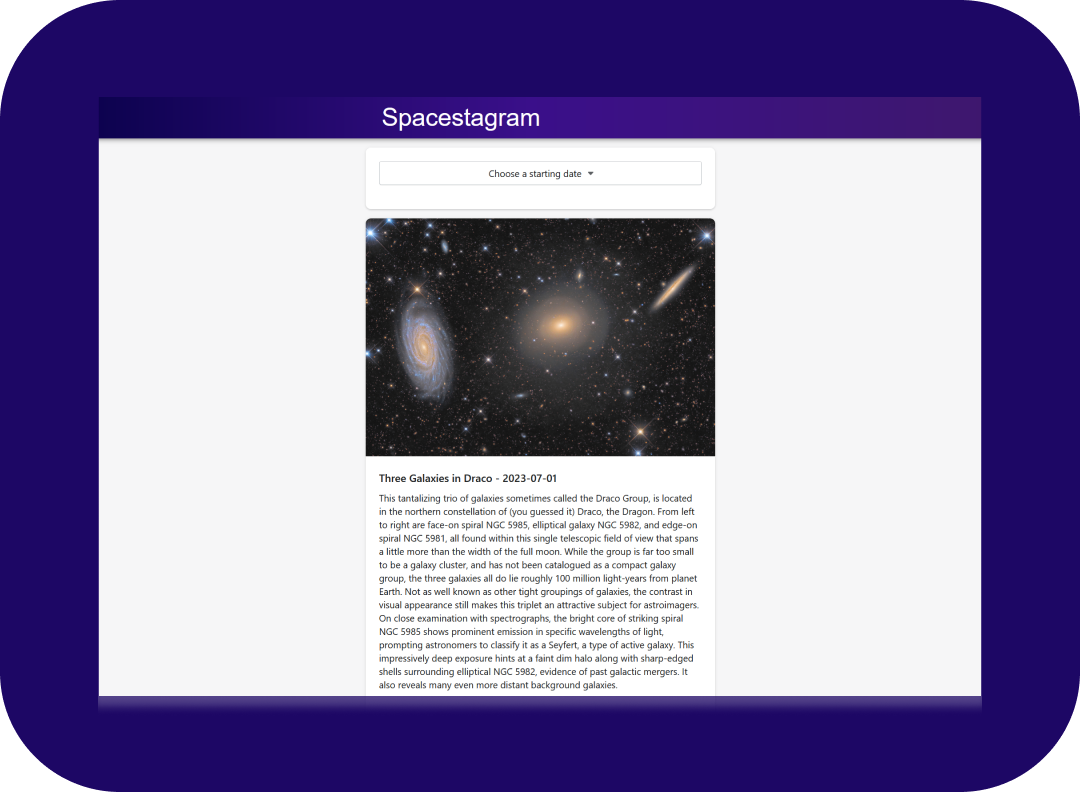 Spacestagram
Choose a starting date
Three Galaxies in Draco - 2023-07-01
This tantalizing trio of galaxies sometimes called the Draco Group, is located
in the northern constellation of (you guessed it) Draco, the Dragon. From left
to right are face-on spiral NGC 5985, elliptical galaxy NGC 5982, and edge-on
spiral NGC 5981, all found within this single telescopic field of view that spans
a little more than the width of the full moon. While the group is far too small
to be a galaxy cluster, and has not been catalogued as a compact galaxy
group, the three galaxies all do lie roughly 100 million light-years from planet
Earth. Not as well known as other tight groupings of galaxies, the contrast in
visual appearance still makes this triplet an attractive subject for astroimagers.
On close examination with spectrographs, the bright core of striking spiral
NGC 5985 shows prominent emission in specific wavelengths of light,
prompting astronomers to classify it as a Seyfert, a type of active galaxy. This
impressively deep exposure hints at a faint dim halo along with sharp-edged
shells surrounding elliptical NGC 5982, evidence of past galactic mergers. It
also reveals many even more distant background galaxies.